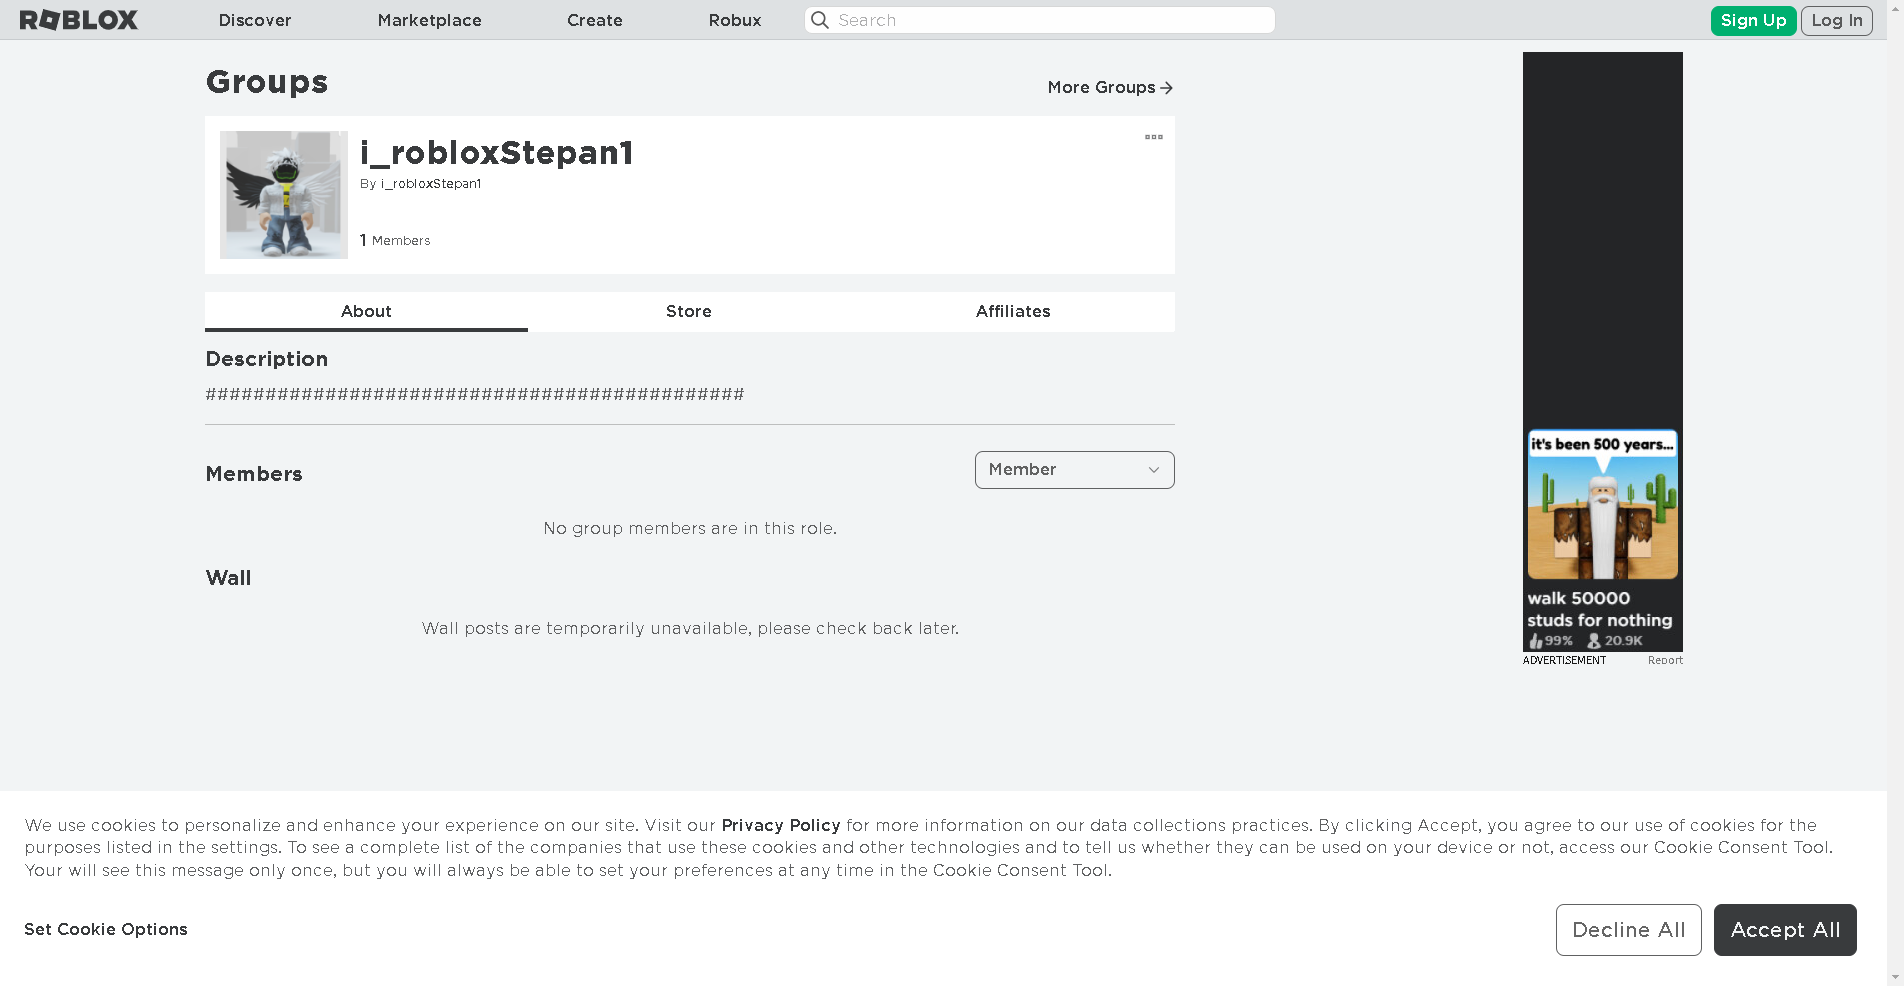 ROBLOX Discover Marketplace Create Robux Search Sign Up Log In
Groups
More Groups
i_robloxStepan1
By i_robloxStepan1
1 Members
About Store Affiliates
Description
#############################################
Members
Member
No group members are in this role.
Wall
Wall posts are temporarily unavailable, please check back later.
it's been 500 years...
walk 50000
studs for nothing
99% 20.9K
ADVERTISEMENT Report
We use cookies to personalize and enhance your experience on our site. Visit our Privacy Policy for more information on our data collections practices. By clicking Accept, you agree to our use of cookies for the
purposes listed in the settings. To see a complete list of the companies that use these cookies and other technologies and to tell us whether they can be used on your device or not, access our Cookie Consent Tool.
Your will see this message only once, but you will always be able to set your preferences at any time in the Cookie Consent Tool.
Set Cookie Options
Decline All
Accept All